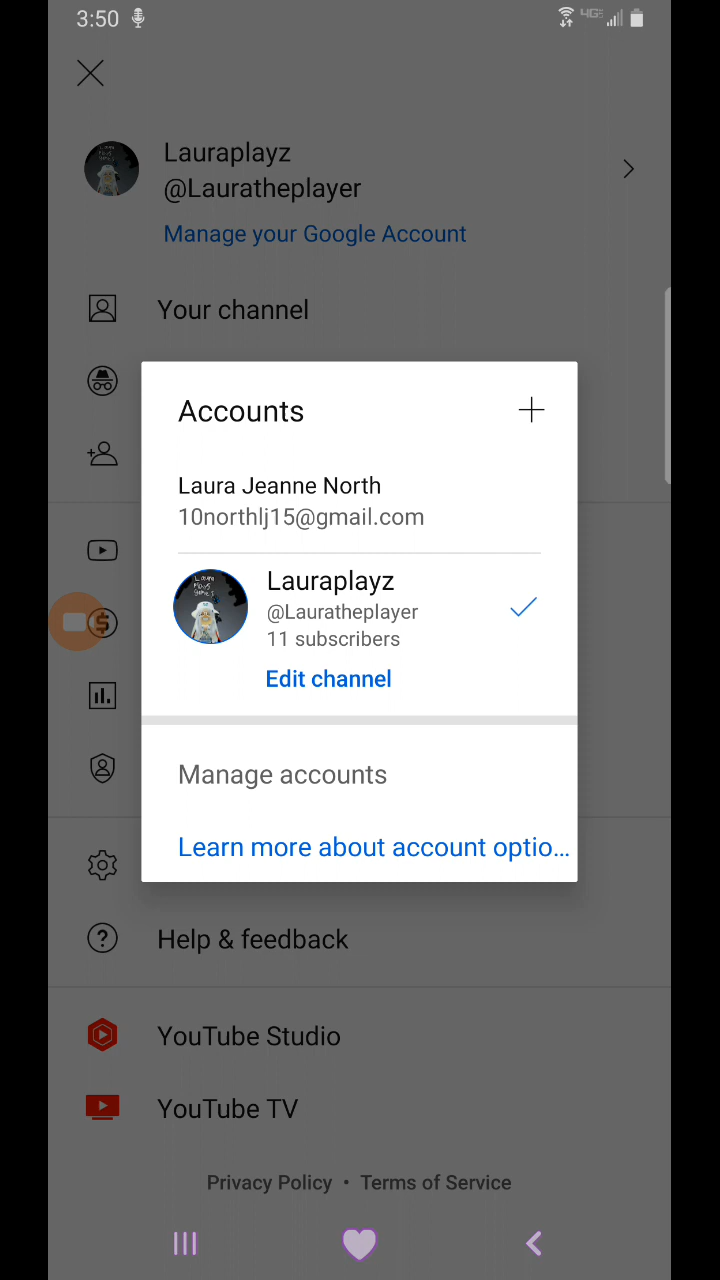 3:50
4GE
Lauraplayz
@Lauratheplayer
Manage your Google Account
Your channel
Accounts
Laura Jeanne North
10northlj15@gmail.com
Lauraplayz
@Lauratheplayer
11 subscribers
Edit channel
Manage accounts
Learn more about account optio...
Help & feedback
YouTube Studio
YouTube TV
Privacy Policy • Terms of Service